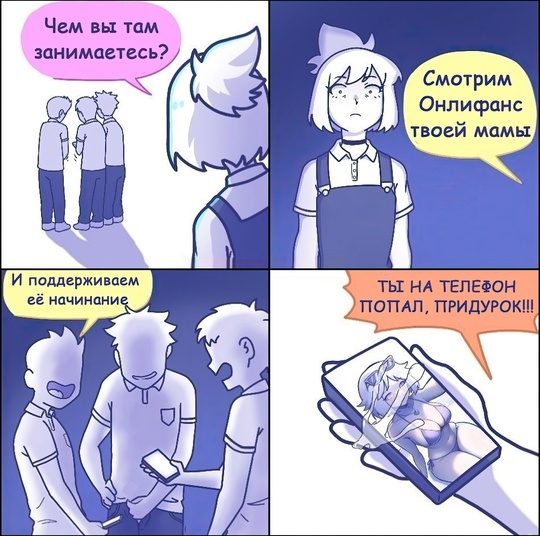 Чем вы там
занимаетесь?
Смотрим
Онлифанс
твоей мамы
И поддерживаем
её начинание
ТЫ НА ТЕЛЕФОН
ПОПАЛ, ПРИДУРОК!!!